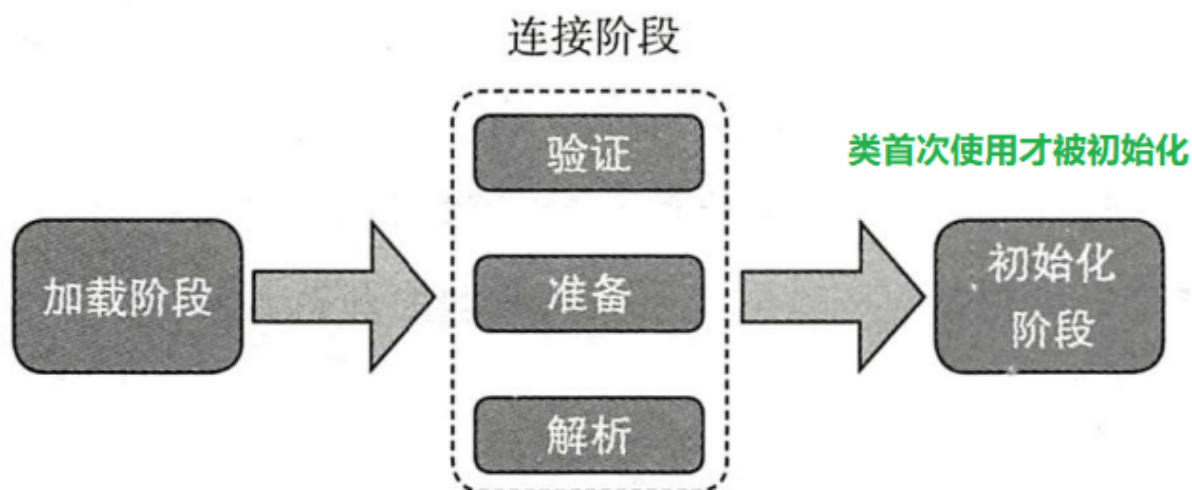 连接阶段
验证
类首次使用才被初始化
加载阶段
准备
初始化
阶段
解析